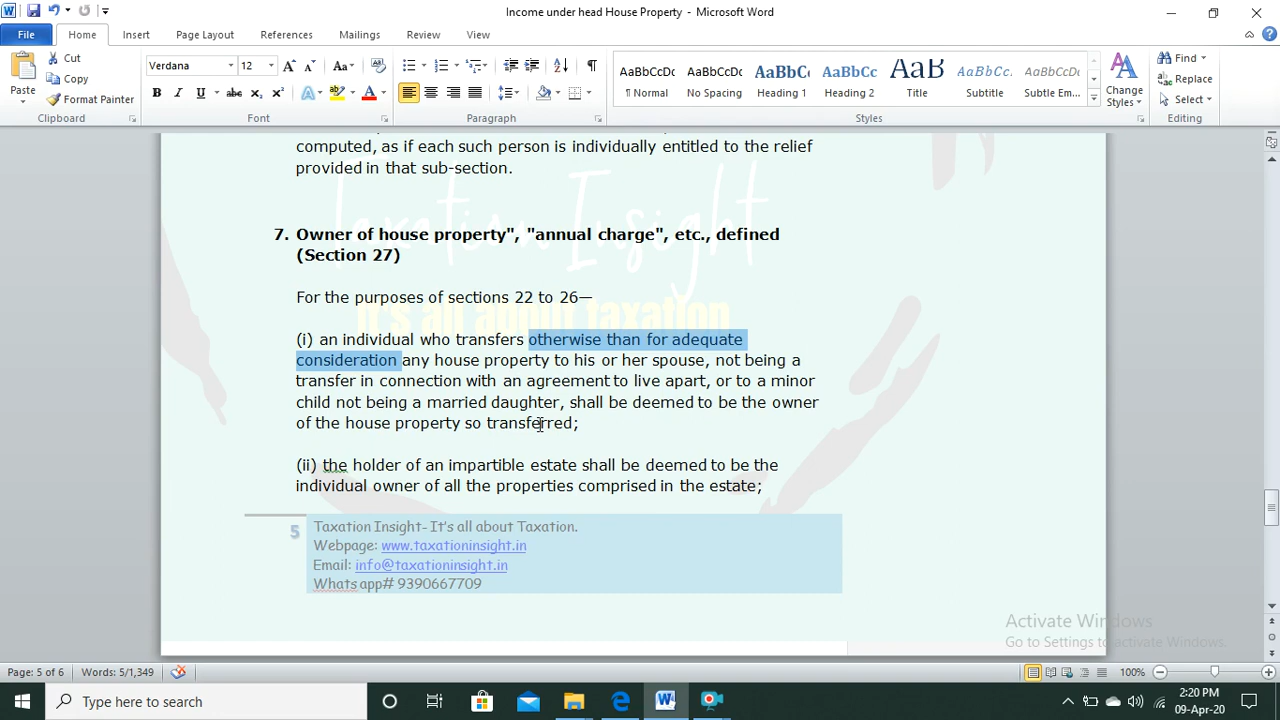 Income under head House Property - Microsoft Word
File Home Insert Page Layout References Mailings Review View
Paste
Cut
Copy
Format Painter
Clipboard
Verdana 12
Font
Paragraph
AaBbCcDc AaBbCcDc AaBbCc AaBbCc AaB AaBbCcL AaBbCcDc
¶ Normal No Spacing Heading 1 Heading 2 Title Subtitle Subtle Em...
Change
Styles
Styles
Find
Replace
Select
Editing
computed, as if each such person is individually entitled to the relief
provided in that sub-section.
Taxation Insight
it's all about taxation
7. Owner of house property", "annual charge", etc., defined
(Section 27)
For the purposes of sections 22 to 26—
(i) an individual who transfers otherwise than for adequate
consideration any house property to his or her spouse, not being a
transfer in connection with an agreement to live apart, or to a minor
child not being a married daughter, shall be deemed to be the owner
of the house property so transferred;
(ii) the holder of an impartible estate shall be deemed to be the
individual owner of all the properties comprised in the estate;
5
Taxation Insight- It's all about Taxation.
Webpage: www.taxationinsight.in
Email: info@taxationinsight.in
Whats app# 9390667709
Activate Windows
Go to Settings to activate Windows.
Page: 5 of 6 Words: 5/1,349 100%
Type here to search
2:20 PM
09-Apr-20